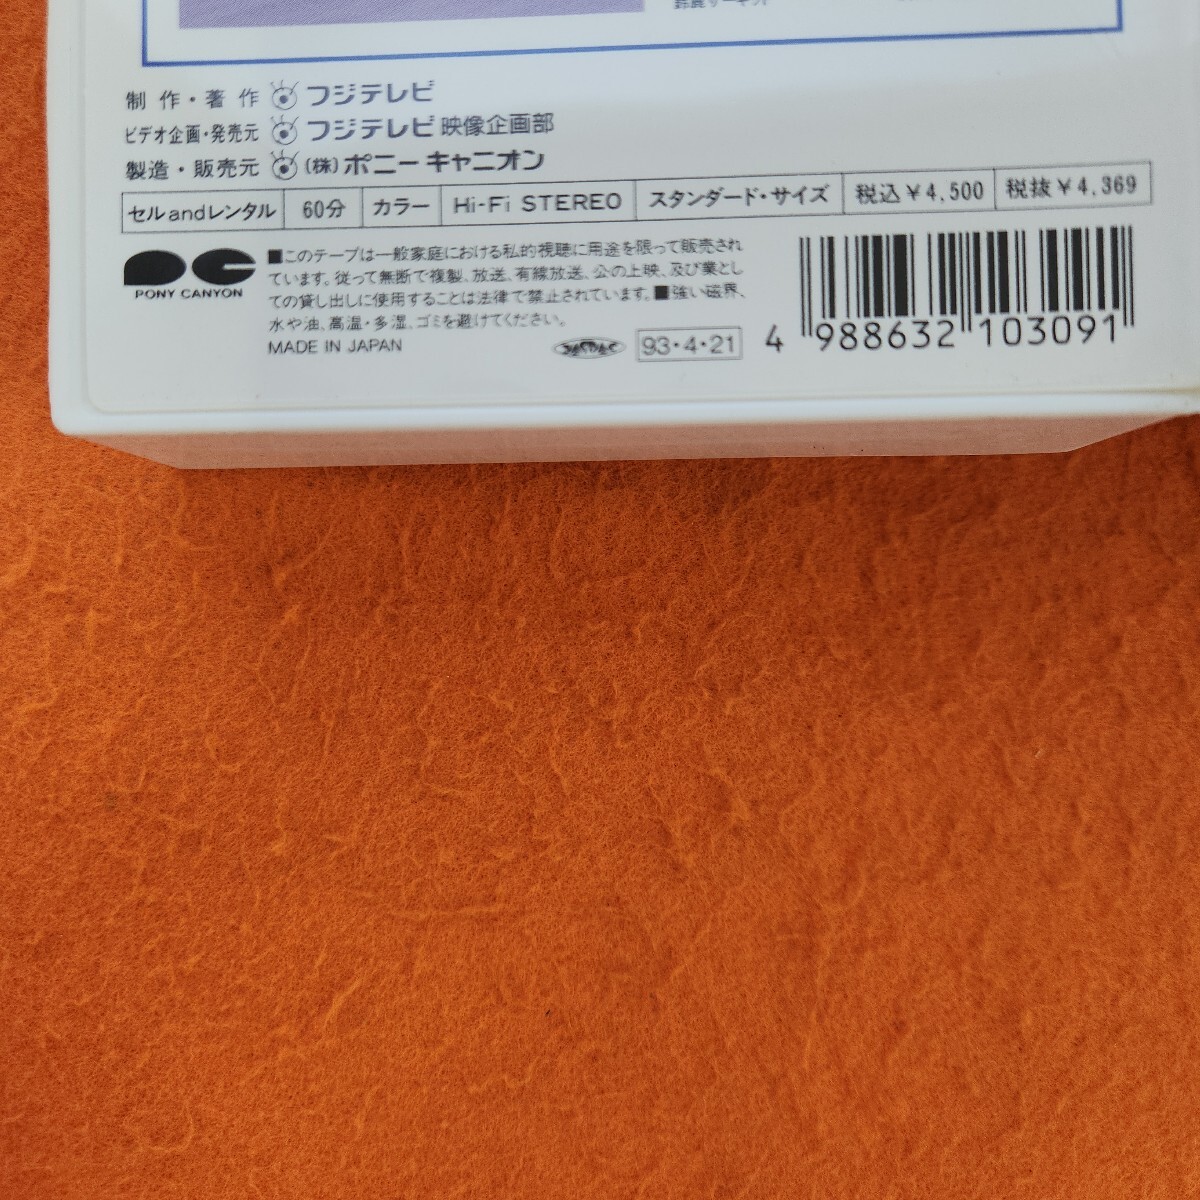 鈴鹿サーキット
制作・著作 フジテレビ
ビデオ企画・発売元 フジテレビ 映像企画部
製造・販売元 (株)ポニーキャニオン
セルandレンタル 60分 カラー Hi-Fi STEREO スタンダード・サイズ 税込¥4,500 税抜¥4,369
PONY CANYON
■このテープは一般家庭における私的視聴に用途を限って販売され
ています。従って無断で複製、放送、有線放送、公の上映、及び業とし
ての貸し出しに使用することは法律で禁止されています。■強い磁界、
水や油、高温・多湿、ゴミを避けてください。
MADE IN JAPAN
93・4・21
4 988632 103091